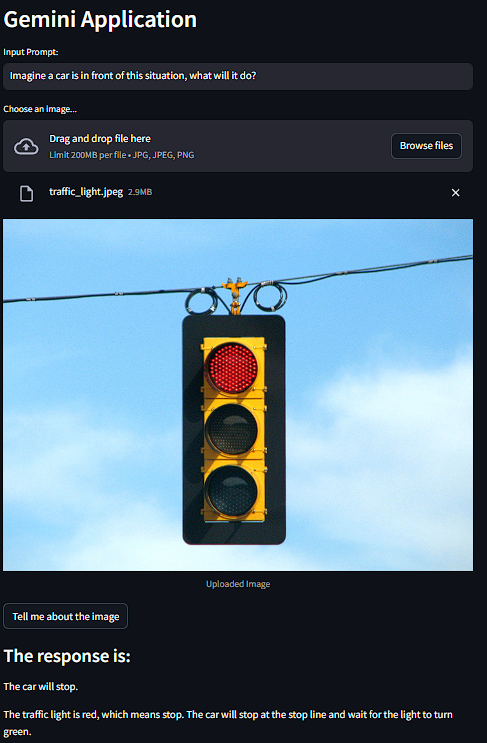 Gemini Application
Input Prompt:
Imagine a car is in front of this situation, what will it do?
Choose an Image...
Drag and drop file here
Limit 200MB per file • JPG, JPEG, PNG
Browse files
traffic_light.jpeg 2.9MB
Uploaded Image
Tell me about the image
The response is:
The car will stop.
The traffic light is red, which means stop. The car will stop at the stop line and wait for the light to turn
green.